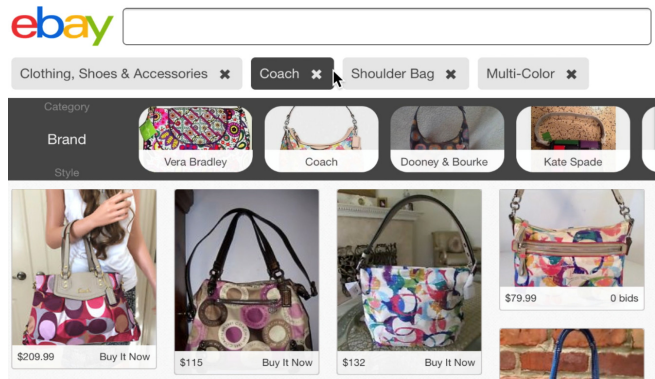 ebay
Clothing, Shoes & Accessories ✖ Coach ✖ Shoulder Bag ✖ Multi-Color ✖
Category
Brand
Style
Vera Bradley Coach Dooney & Bourke Kate Spade
$209.99 Buy It Now
$115 Buy It Now
$132 Buy It Now
$79.99 0 bids